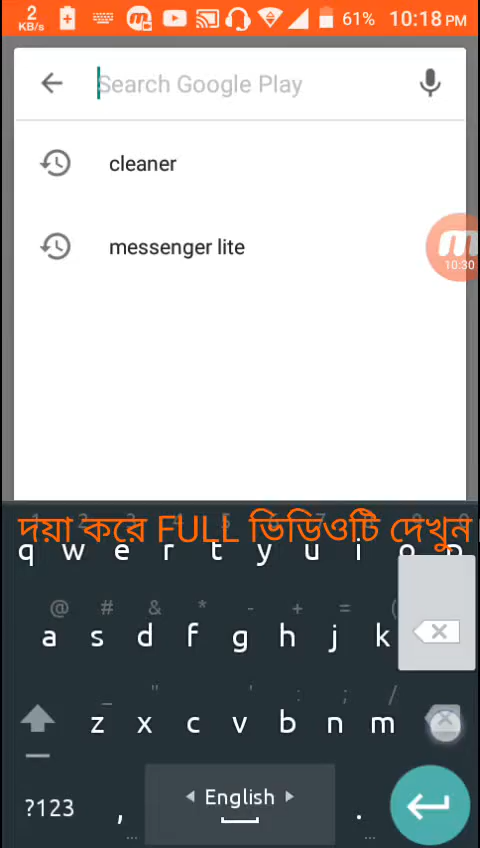 2 KB/s 61% 10:18 PM
Search Google Play
cleaner
messenger lite
10:30
দয়া করে FULL ভিডিওটি দেখুন
q w e r t y u i o p
@ # & * - + = (
a s d f g h j k
_ " ' : ; /
z x c v b n m
?123 , English .